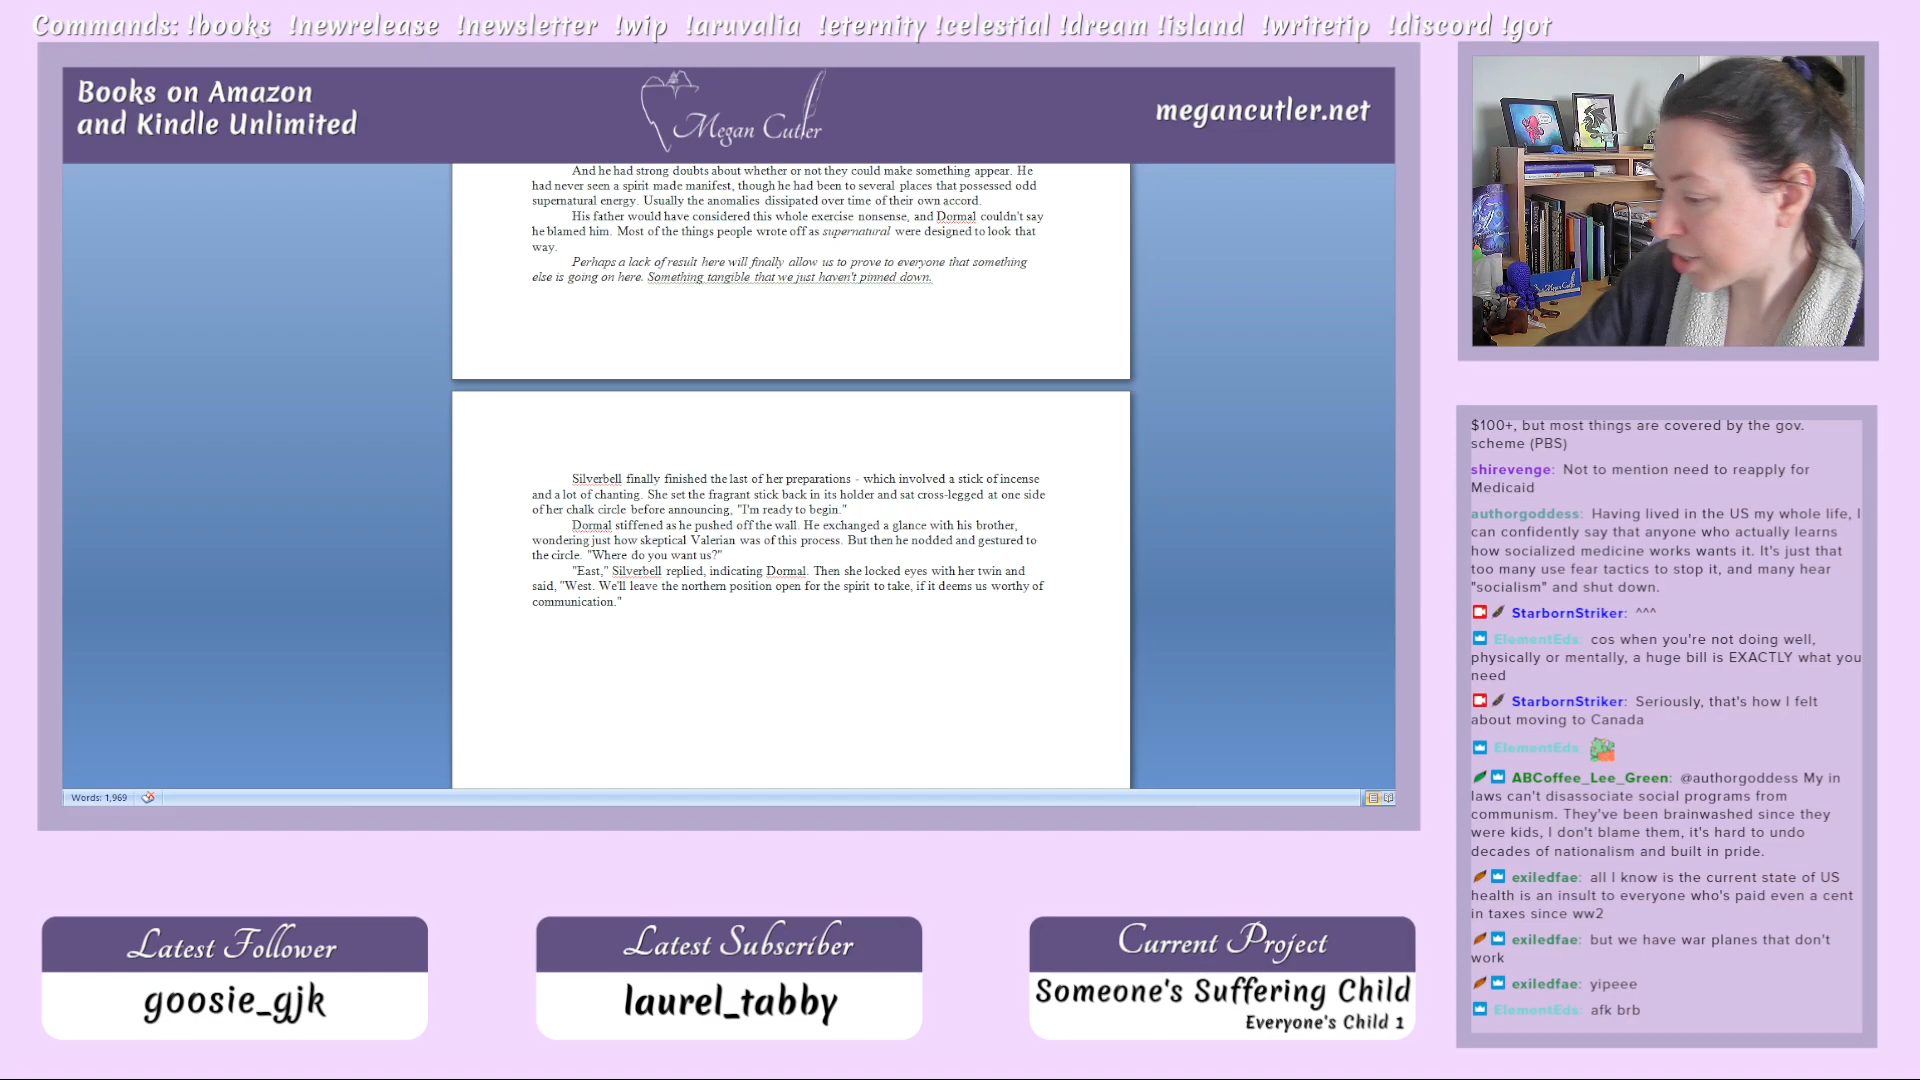 Commands: !books !newrelease !newsletter !wip !aruvalia !eternity !celestial !dream !island !writetip !discord !got
Books on Amazon
and Kindle Unlimited
Megan Cutler
megancutler.net
And he had strong doubts about whether or not they could make something appear. He
had never seen a spirit made manifest, though he had been to several places that possessed odd
supernatural energy. Usually the anomalies dissipated over time of their own accord.
His father would have considered this whole exercise nonsense, and Dormal couldn't say
he blamed him. Most of the things people wrote off as supernatural were designed to look that
way.
Perhaps a lack of result here will finally allow us to prove to everyone that something
else is going on here. Something tangible that we just haven't pinned down.
Silverbell finally finished the last of her preparations - which involved a stick of incense
and a lot of chanting. She set the fragrant stick back in its holder and sat cross-legged at one side
of her chalk circle before announcing, "I'm ready to begin."
Dormal stiffened as he pushed off the wall. He exchanged a glance with his brother,
wondering just how skeptical Valerian was of this process. But then he nodded and gestured to
the circle. "Where do you want us?"
"East," Silverbell replied, indicating Dormal. Then she locked eyes with her twin and
said, "West. We'll leave the northern position open for the spirit to take, if it deems us worthy of
communication."
Words: 1,969
$100+, but most things are covered by the gov.
scheme (PBS)
shirevenge: Not to mention need to reapply for
Medicaid
authorgoddess: Having lived in the US my whole life, I
can confidently say that anyone who actually learns
how socialized medicine works wants it. It's just that
too many use fear tactics to stop it, and many hear
"socialism" and shut down.
StarbornStriker: ^^^
ElementEds: cos when you're not doing well,
physically or mentally, a huge bill is EXACTLY what you
need
StarbornStriker: Seriously, that's how I felt
about moving to Canada
ElementEds:
ABCoffee_Lee_Green: @authorgoddess My in
laws can't disassociate social programs from
communism. They've been brainwashed since they
were kids, I don't blame them, it's hard to undo
decades of nationalism and built in pride.
exiledfae: all I know is the current state of US
health is an insult to everyone who's paid even a cent
in taxes since ww2
exiledfae: but we have war planes that don't
work
exiledfae: yipeee
ElementEds: afk brb
Latest Follower
goosie_gjk
Latest Subscriber
laurel_tabby
Current Project
Someone's Suffering Child
Everyone's Child 1